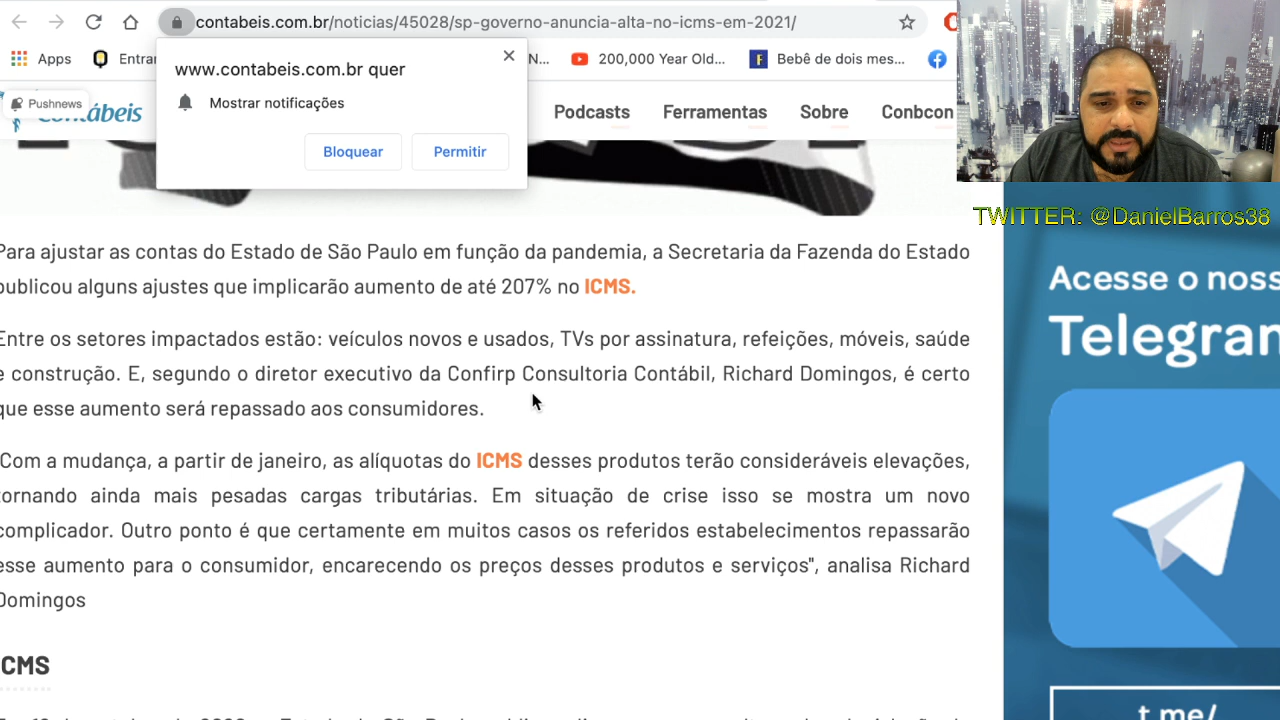 contabeis.com.br/noticias/45028/sp-governo-anuncia-alta-no-icms-em-2021/
Apps
Entrar
N...
200,000 Year Old...
Bebê de dois mes...
www.contabeis.com.br quer
Mostrar notificações
Bloquear
Permitir
Pushnews
Contábeis
Podcasts
Ferramentas
Sobre
Conbcon
TWITTER: @DanielBarros38
Para ajustar as contas do Estado de São Paulo em função da pandemia, a Secretaria da Fazenda do Estado
publicou alguns ajustes que implicarão aumento de até 207% no ICMS.
Entre os setores impactados estão: veículos novos e usados, TVs por assinatura, refeições, móveis, saúde
e construção. E, segundo o diretor executivo da Confirp Consultoria Contábil, Richard Domingos, é certo
que esse aumento será repassado aos consumidores.
Com a mudança, a partir de janeiro, as alíquotas do ICMS desses produtos terão consideráveis elevações,
tornando ainda mais pesadas cargas tributárias. Em situação de crise isso se mostra um novo
complicador. Outro ponto é que certamente em muitos casos os referidos estabelecimentos repassarão
esse aumento para o consumidor, encarecendo os preços desses produtos e serviços", analisa Richard
Domingos
ICMS
Acesse o noss
Telegram
t.me/